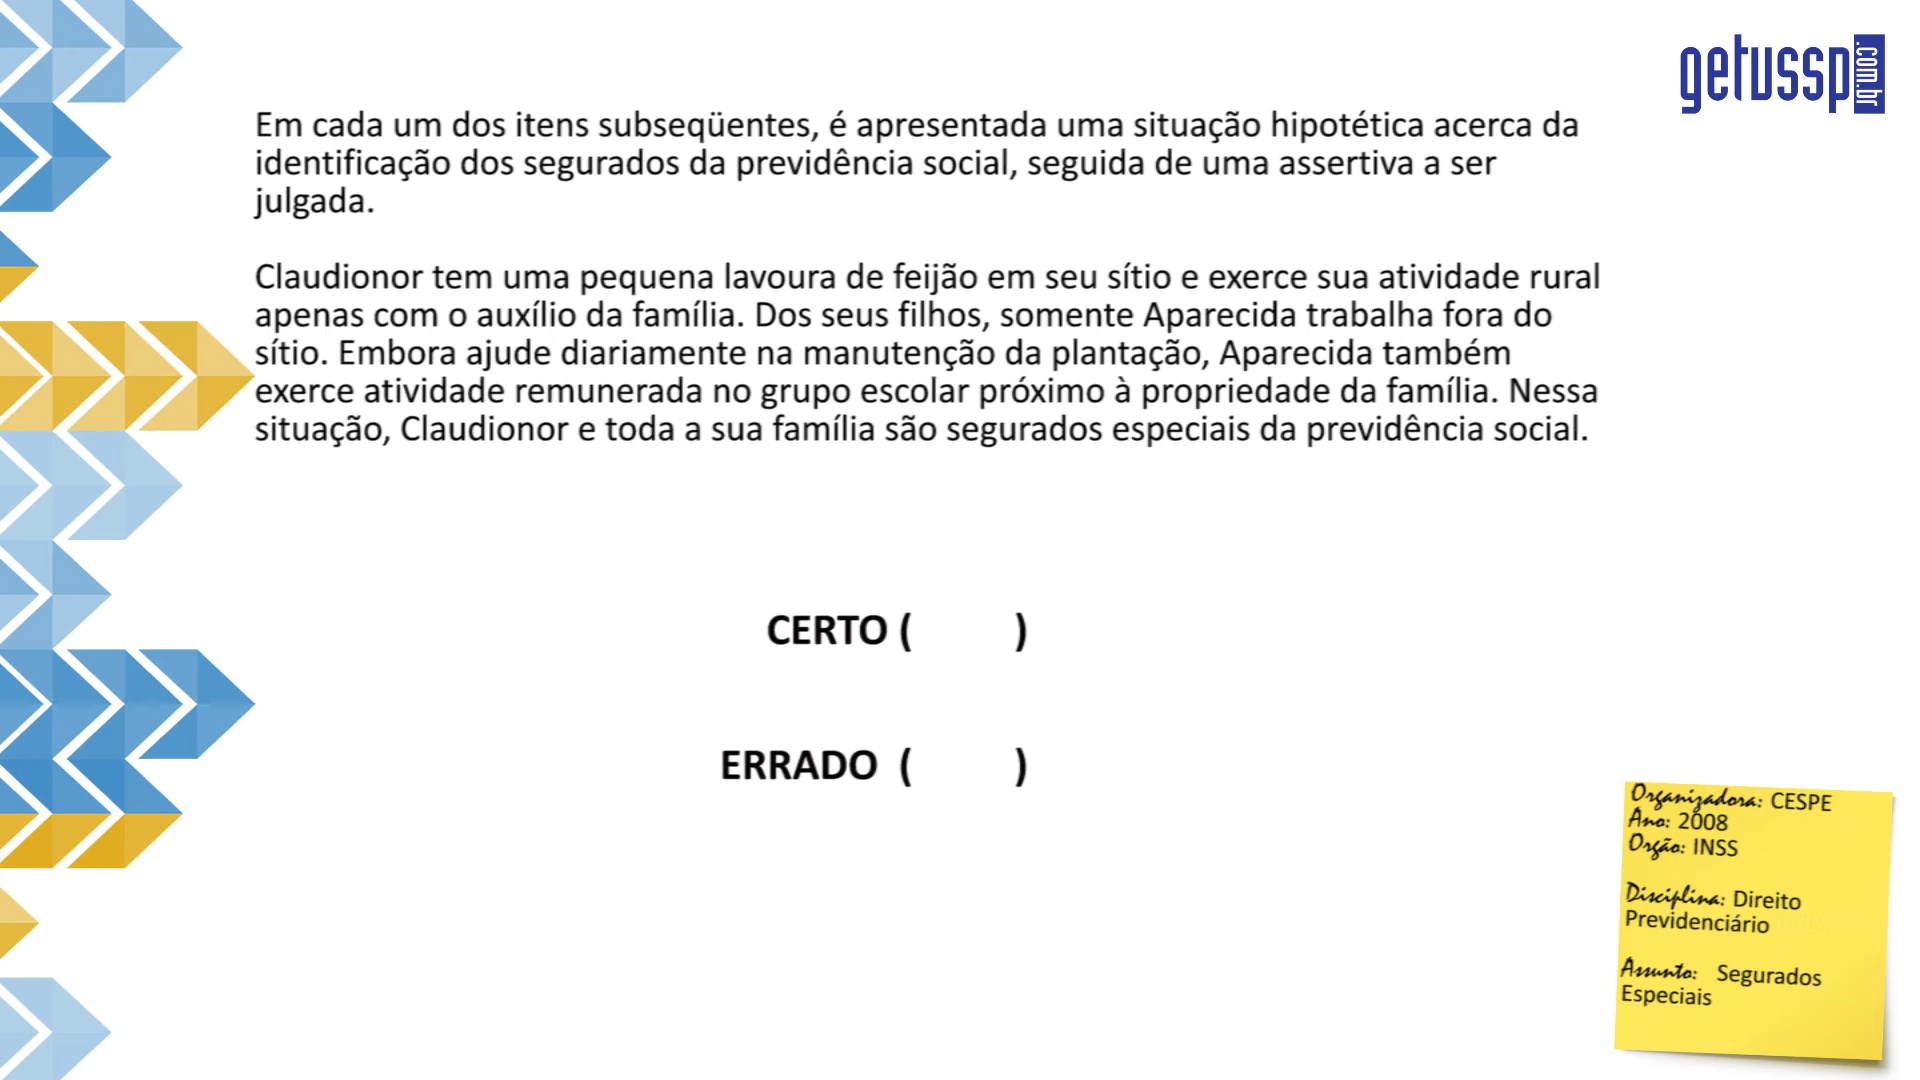 getussp.com.br
Em cada um dos itens subseqüentes, é apresentada uma situação hipotética acerca da
identificação dos segurados da previdência social, seguida de uma assertiva a ser
julgada.
Claudionor tem uma pequena lavoura de feijão em seu sítio e exerce sua atividade rural
apenas com o auxílio da família. Dos seus filhos, somente Aparecida trabalha fora do
sítio. Embora ajude diariamente na manutenção da plantação, Aparecida também
exerce atividade remunerada no grupo escolar próximo à propriedade da família. Nessa
situação, Claudionor e toda a sua família são segurados especiais da previdência social.
CERTO ( )
ERRADO ( )
Organizadora: CESPE
Ano: 2008
Orgão: INSS
Disciplina: Direito
Previdenciário
Assunto: Segurados
Especiais